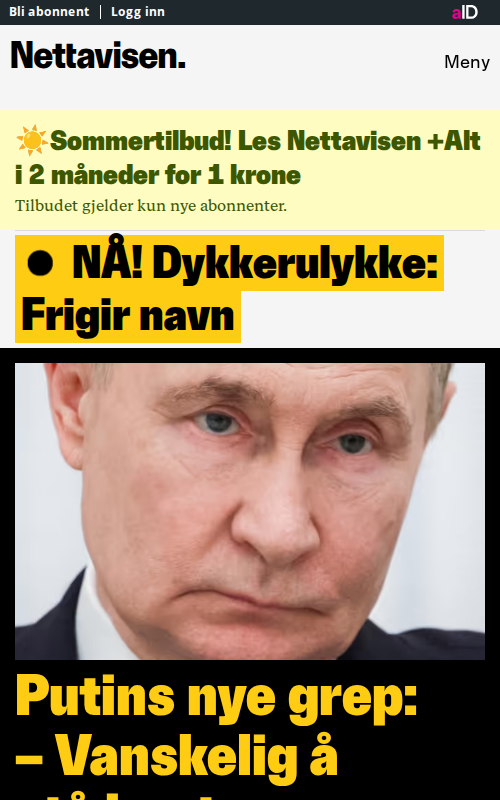 Bli abonnent | Logg inn
aID
Nettavisen.
Meny
☀️Sommertilbud! Les Nettavisen +Alt
i 2 måneder for 1 krone
Tilbudet gjelder kun nye abonnenter.
● NÅ! Dykkerulykke:
Frigir navn
Putins nye grep:
– Vanskelig å